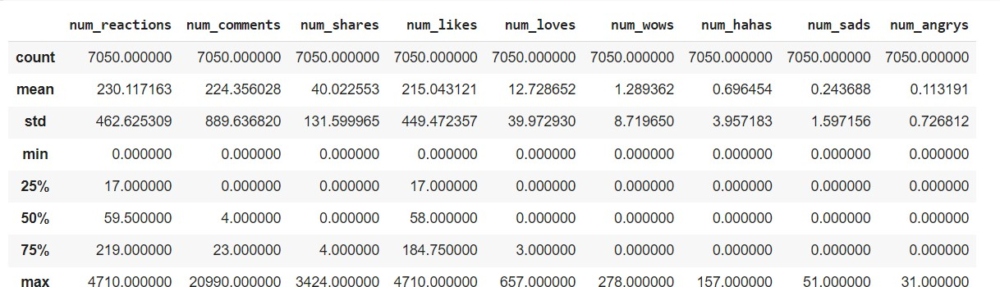 num_reactions num_comments num_shares num_likes num_loves num_wows num_hahas num_sads num_angrys
count 7050.000000 7050.000000 7050.000000 7050.000000 7050.000000 7050.000000 7050.000000 7050.000000 7050.000000
mean 230.117163 224.356028 40.022553 215.043121 12.728652 1.289362 0.696454 0.243688 0.113191
std 462.625309 889.636820 131.599965 449.472357 39.972930 8.719650 3.957183 1.597156 0.726812
min 0.000000 0.000000 0.000000 0.000000 0.000000 0.000000 0.000000 0.000000 0.000000
25% 17.000000 0.000000 0.000000 17.000000 0.000000 0.000000 0.000000 0.000000 0.000000
50% 59.500000 4.000000 0.000000 58.000000 0.000000 0.000000 0.000000 0.000000 0.000000
75% 219.000000 23.000000 4.000000 184.750000 3.000000 0.000000 0.000000 0.000000 0.000000
max 4710.000000 20990.000000 3424.000000 4710.000000 657.000000 278.000000 157.000000 51.000000 31.000000